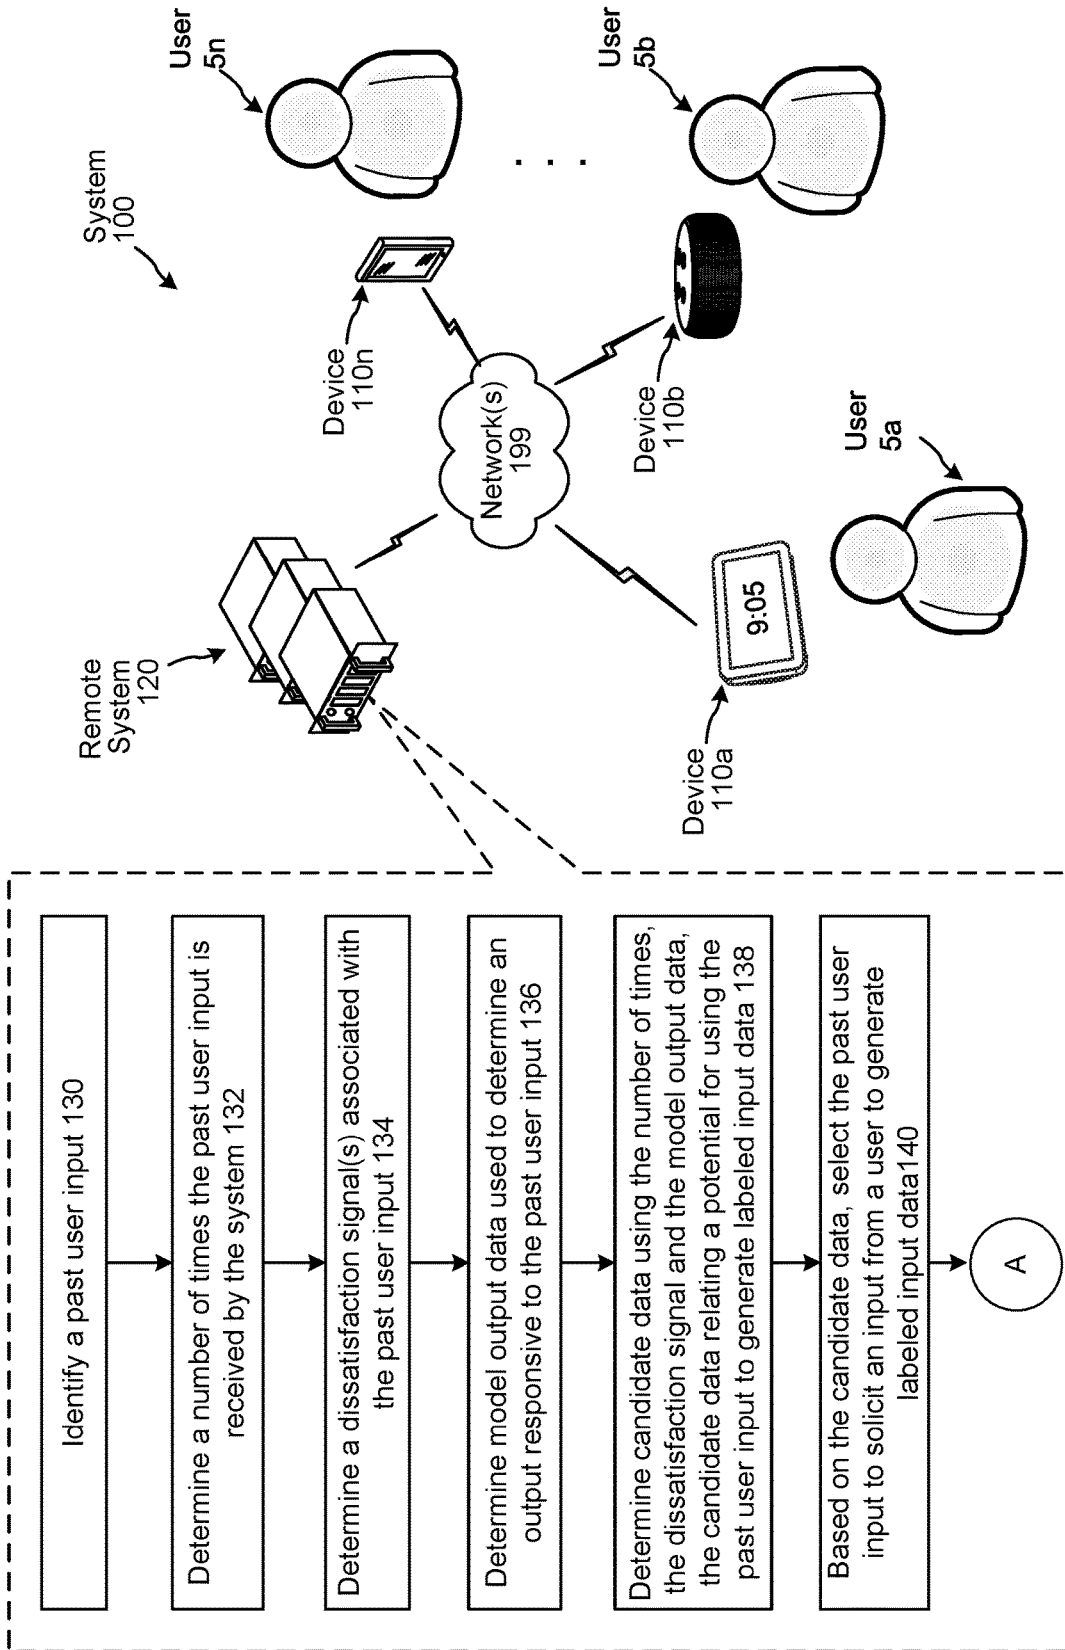 System
100
User
5n
User
5b
Device
110n
Network(s)
199
Device
110b
User
5a
Remote
System
120
9:05
Device
110a
Identify a past user input 130
Determine a number of times the past user input is
received by the system 132
Determine a dissatisfaction signal(s) associated with
the past user input 134
Determine model output data used to determine an
output responsive to the past user input 136
Determine candidate data using the number of times,
the dissatisfaction signal and the model output data,
the candidate data relating a potential for using the
past user input to generate labeled input data 138
Based on the candidate data, select the past user
input to solicit an input from a user to generate
labeled input data140
A